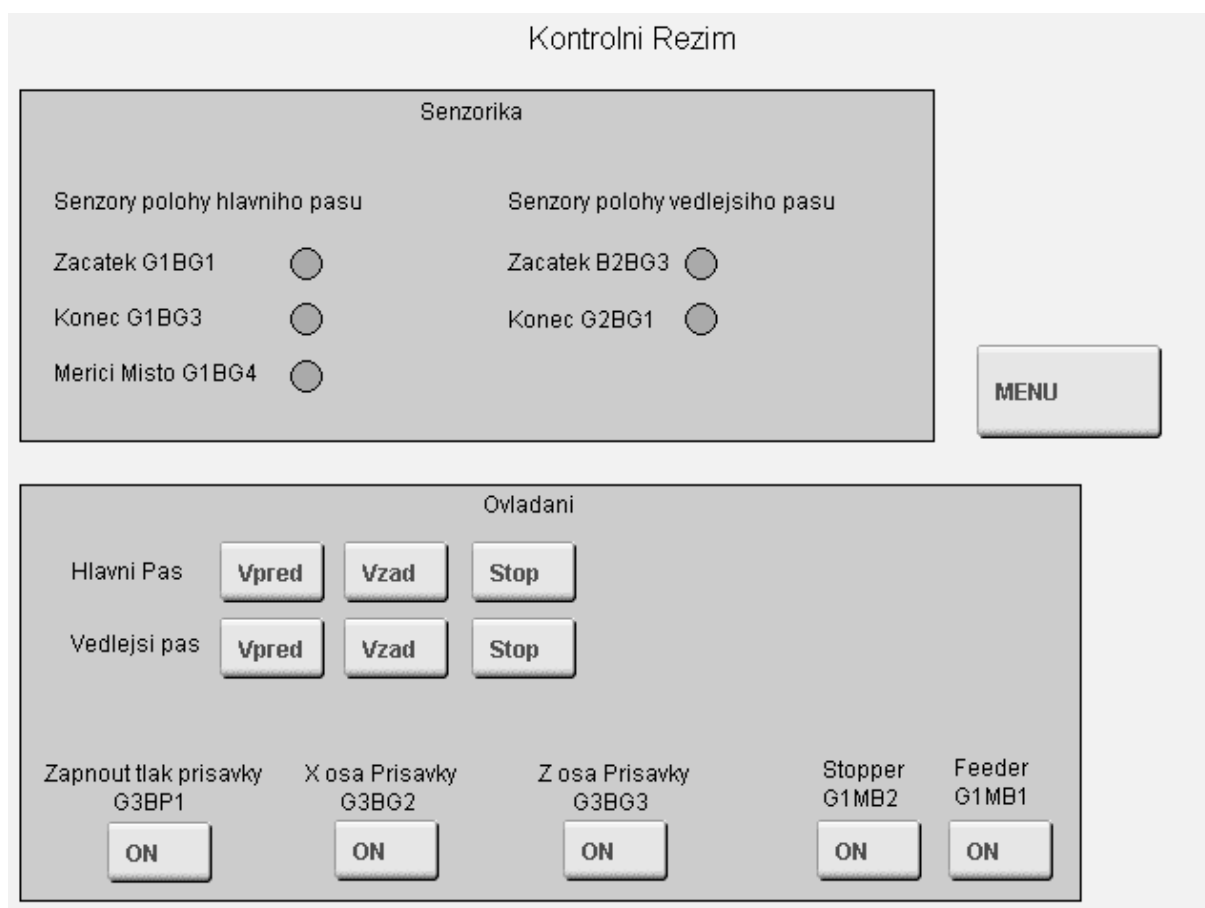 Kontrolni Rezim
Senzorika
Senzory polohy hlavniho pasu
Senzory polohy vedlejsiho pasu
Zacatek G1BG1
Zacatek B2BG3
Konec G1BG3
Konec G2BG1
Merici Misto G1BG4
MENU
Ovladani
Hlavni Pas
Vpred
Vzad
Stop
Vedlejsi pas
Vpred
Vzad
Stop
Zapnout tlak prisavky
G3BP1
ON
X osa Prisavky
G3BG2
ON
Z osa Prisavky
G3BG3
ON
Stopper
G1MB2
ON
Feeder
G1MB1
ON